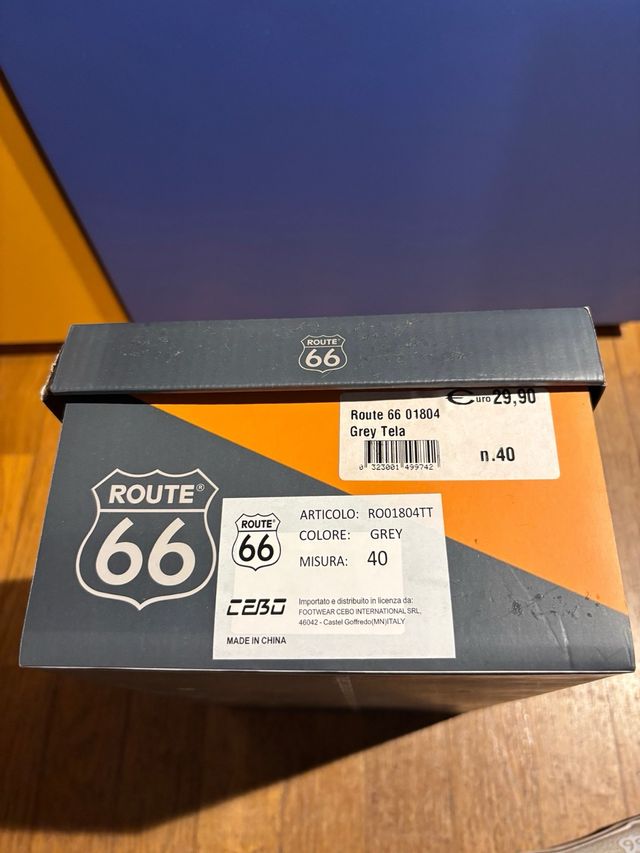 ROUTE®
66
€uro 29,90
Route 66 01804
Grey Tela
0 323001 499742
n.40
ROUTE®
66
ROUTE®
66
ARTICOLO: RO01804TT
COLORE: GREY
MISURA: 40
CEBO
Importato e distribuito in licenza da:
FOOTWEAR CEBO INTERNATIONAL SRL,
46042 - Castel Goffredo(MN)ITALY
MADE IN CHINA